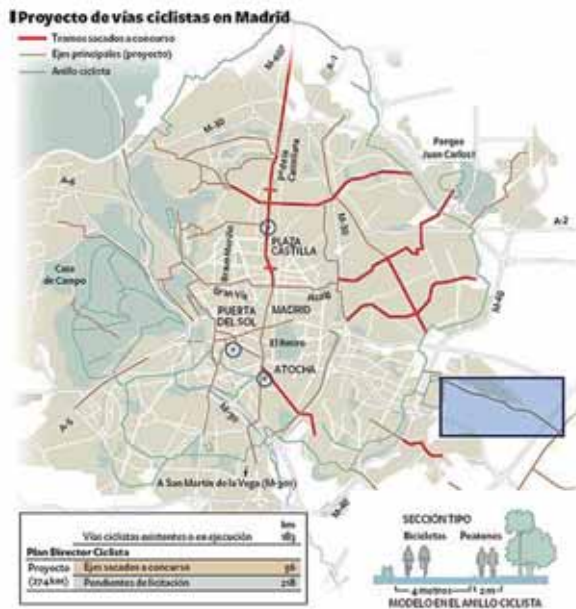 Proyecto de vías ciclistas en Madrid
Tramos sacados a concurso
Ejes principales (proyecto)
Anillo ciclista
M-607
A-1
M-30
Pº de la Castellana
Parque
Juan Carlos I
A-6
M-30
A-2
PLAZA
CASTILLA
Bravo Murillo
Casa
de Campo
M-40
Gran Vía
MADRID
PUERTA
DEL SOL
El Retiro
ATOCHA
A-5
M-30
A San Martín de la Vega (M-301)
M-40
km
Vías ciclistas existentes o en ejecución 183
Plan Director Ciclista
Proyecto
(274 km)
Ejes sacados a concurso 56
Pendientes de licitación 218
SECCIÓN TIPO
Bicicletas Peatones
4 metros 2 m
MODELO EN EL ANILLO CICLISTA